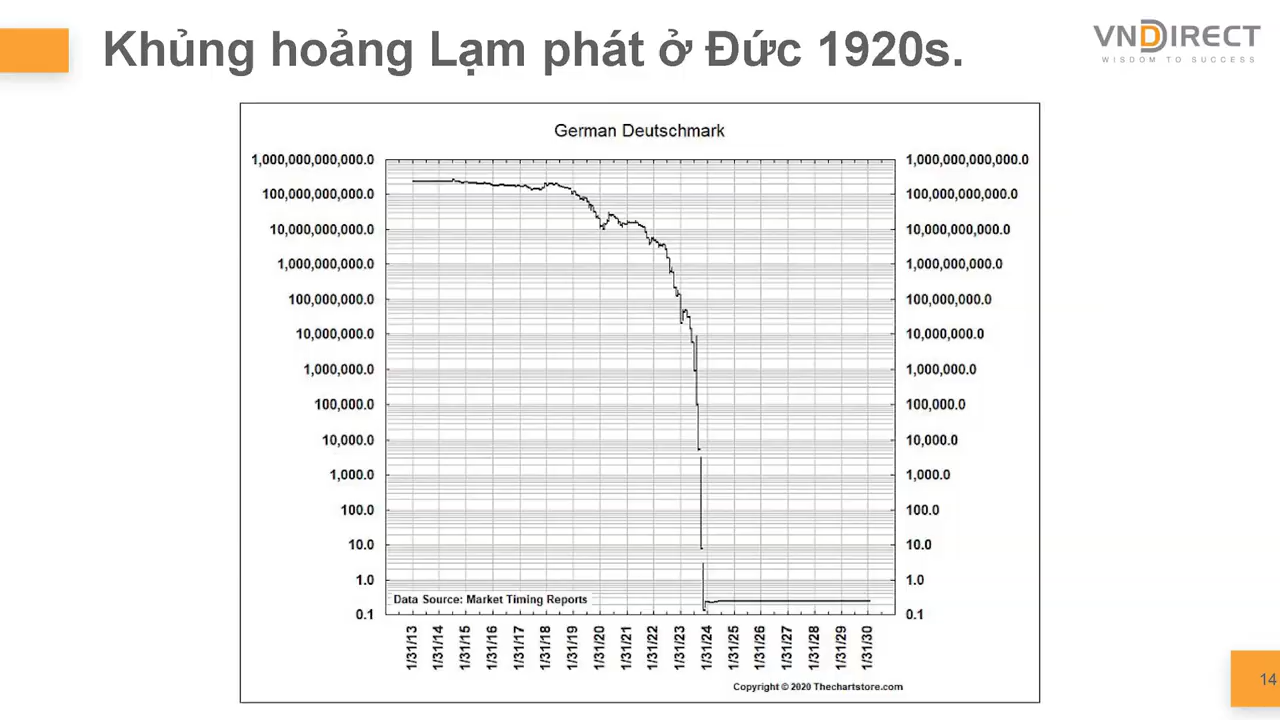 Khủng hoảng Lạm phát ở Đức 1920s.
VNDIRECT
WISDOM TO SUCCESS
German Deutschmark
1,000,000,000,000.0 1,000,000,000,000.0
100,000,000,000.0 100,000,000,000.0
10,000,000,000.0 10,000,000,000.0
1,000,000,000.0 1,000,000,000.0
100,000,000.0 100,000,000.0
10,000,000.0 10,000,000.0
1,000,000.0 1,000,000.0
100,000.0 100,000.0
10,000.0 10,000.0
1,000.0 1,000.0
100.0 100.0
10.0 10.0
1.0 1.0
Data Source: Market Timing Reports
0.1 0.1
1/31/13 1/31/14 1/31/15 1/31/16 1/31/17 1/31/18 1/31/19 1/31/20 1/31/21 1/31/22 1/31/23 1/31/24 1/31/25 1/31/26 1/31/27 1/31/28 1/31/29 1/31/30
Copyright © 2020 Thechartstore.com
14